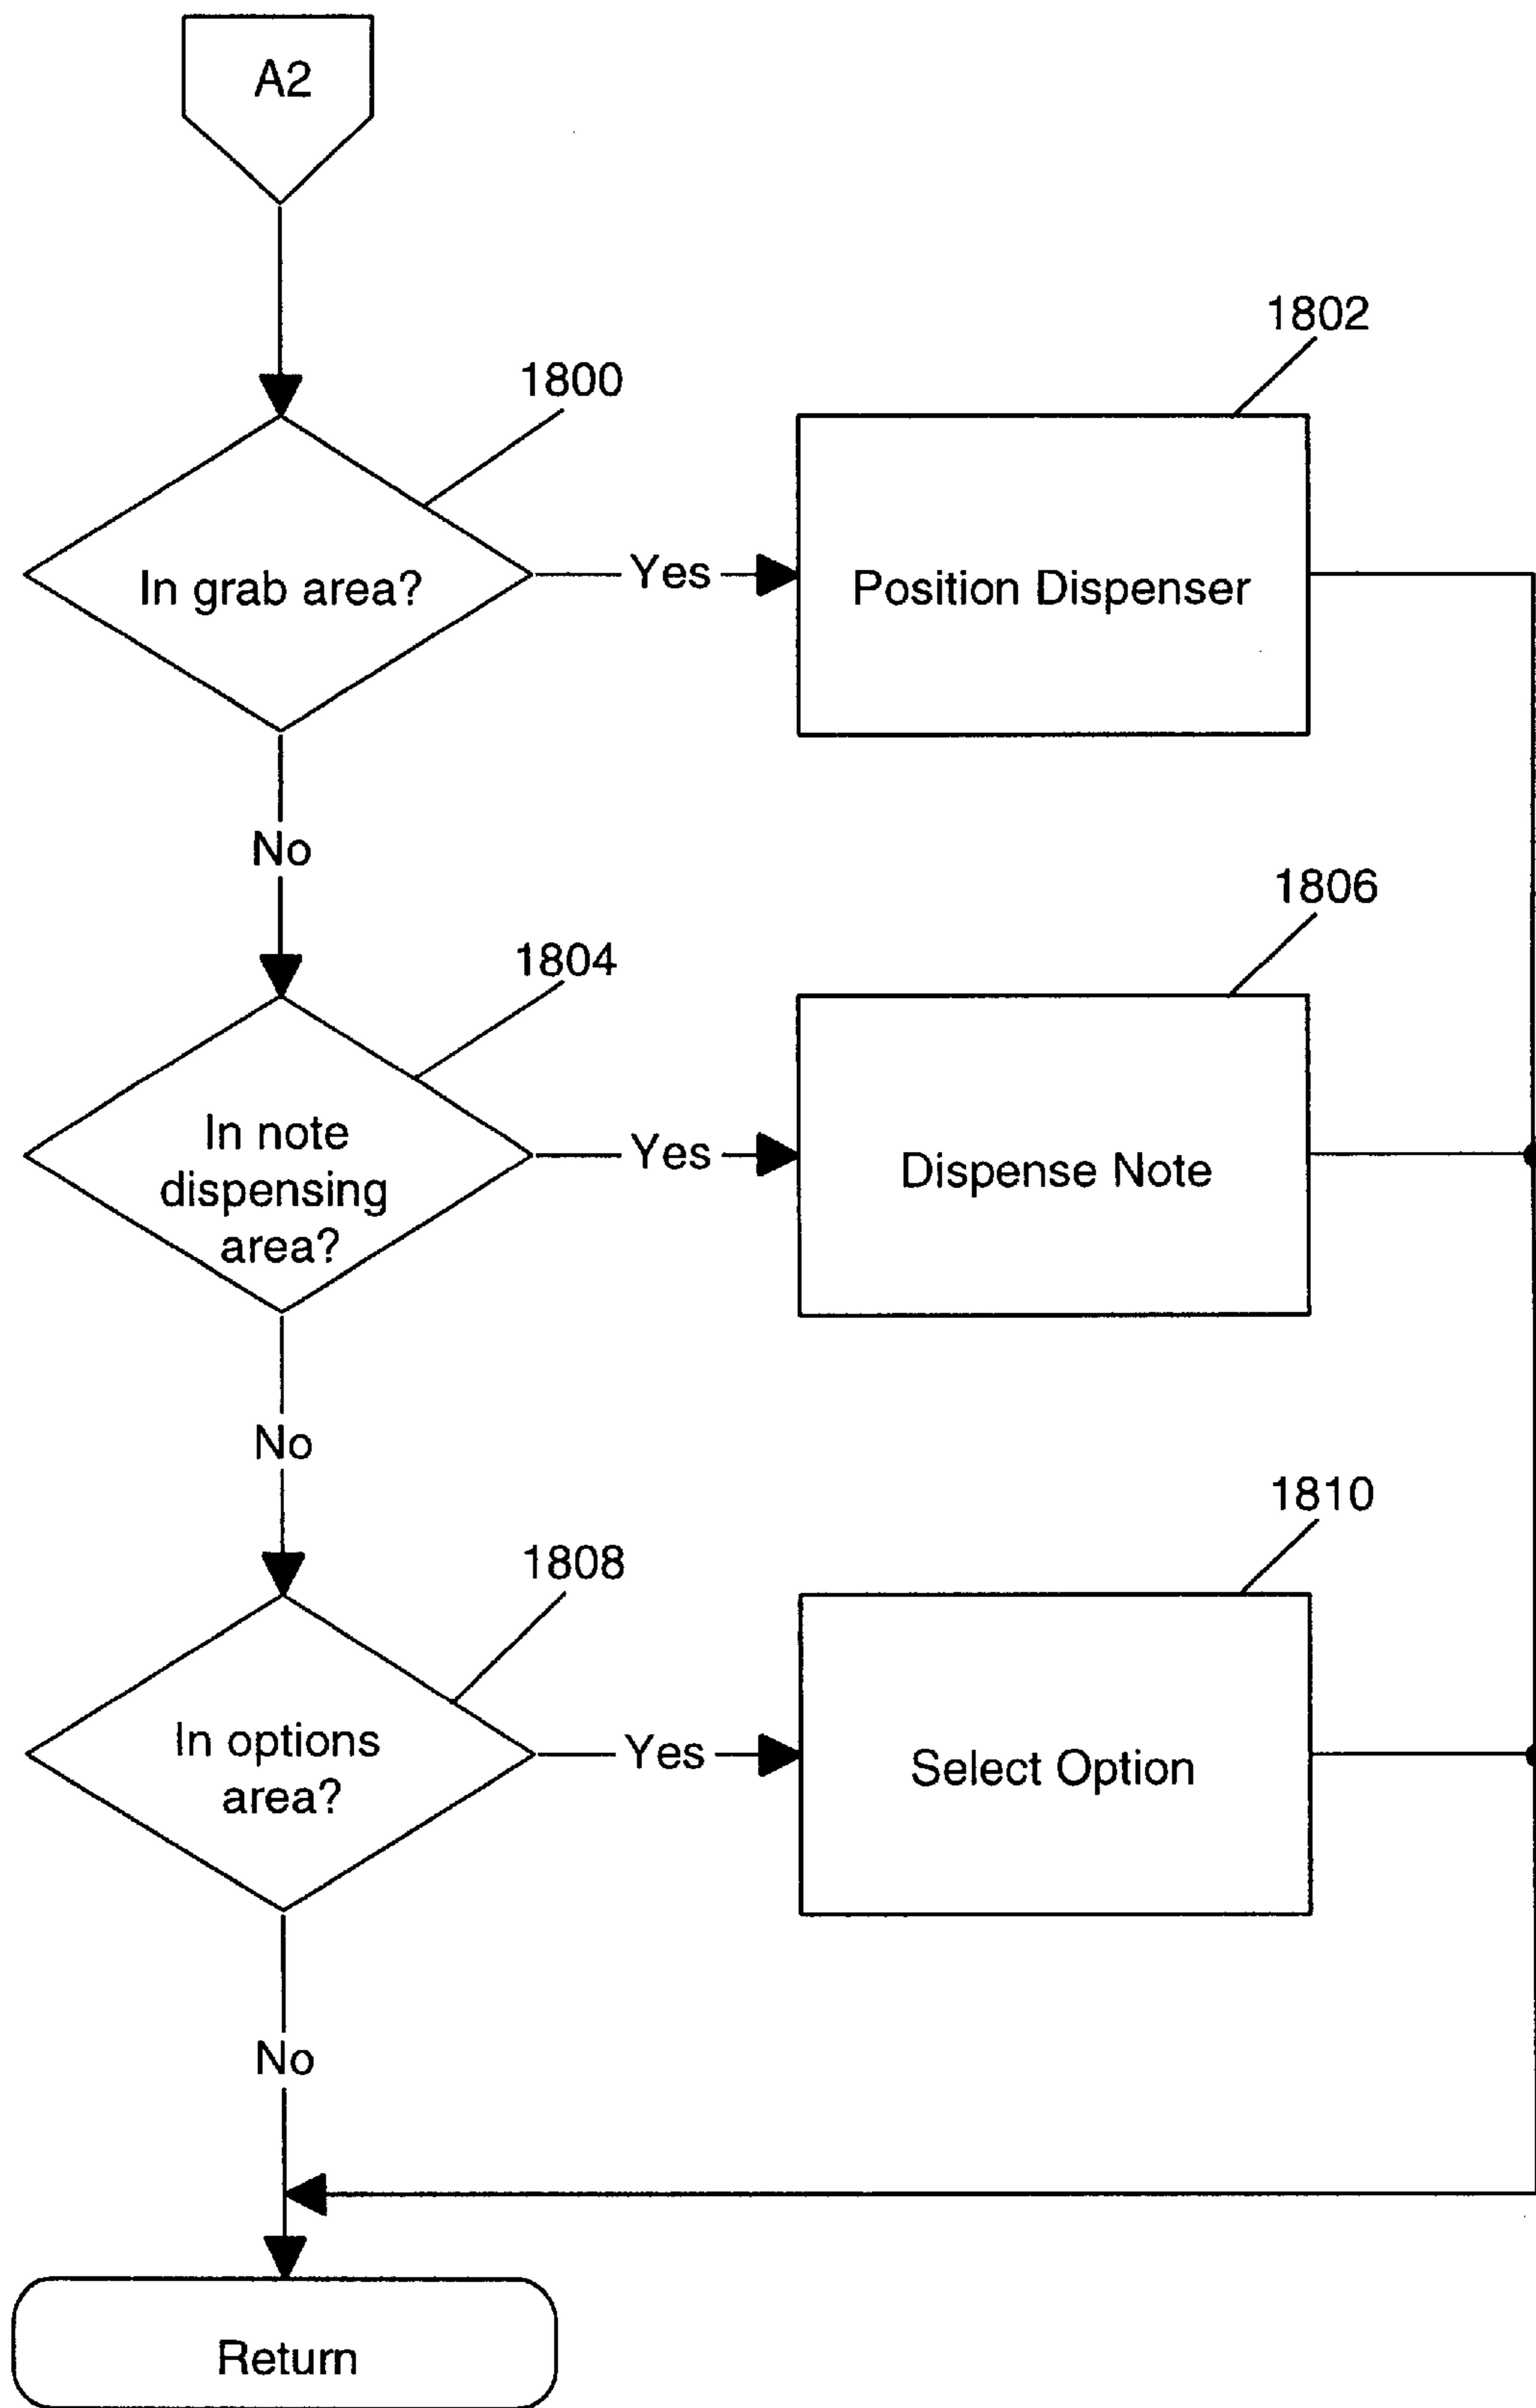 A2
1802
1800
In grab area?
Yes
Position Dispenser
No
1806
1804
In note
dispensing
area?
Yes
Dispense Note
No
1810
1808
In options
area?
Yes
Select Option
No
Return